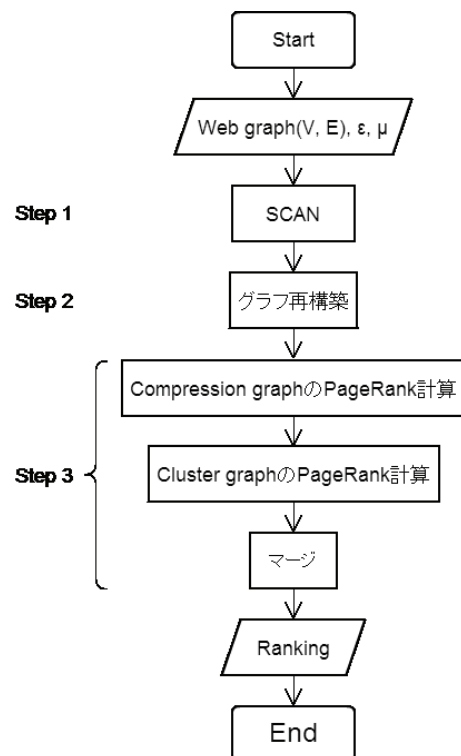 Start
Web graph(V, E), ε, μ
Step 1
SCAN
Step 2
グラフ再構築
Compression graphのPageRank計算
Step 3
Cluster graphのPageRank計算
マージ
Ranking
End